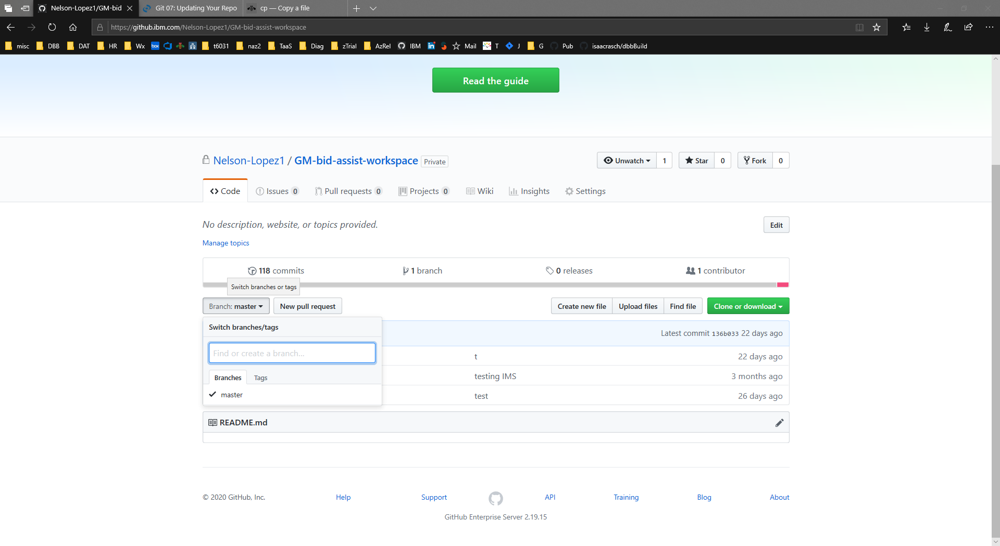 Nelson-Lopez1/GM-bid
Git 07: Updating Your Repo
cp — Copy a file
https://github.ibm.com/Nelson-Lopez1/GM-bid-assist-workspace
misc DBB DAT HR Wx box t6031 naz2 TaaS Diag zTrial AzRel IBM in Mail T J G Pub isaacrasch/dbbBuild
Read the guide
Nelson-Lopez1 / GM-bid-assist-workspace Private
Unwatch 1 Star 0 Fork 0
Code Issues 0 Pull requests 0 Projects 0 Wiki Insights Settings
No description, website, or topics provided.
Edit
Manage topics
118 commits 1 branch 0 releases 1 contributor
Switch branches or tags
Branch: master New pull request Create new file Upload files Find file Clone or download
Switch branches/tags
Latest commit 136b033 22 days ago
Find or create a branch...
t 22 days ago
Branches Tags
testing IMS 3 months ago
master
test 26 days ago
README.md
© 2020 GitHub, Inc. Help Support API Training Blog About
GitHub Enterprise Server 2.19.15